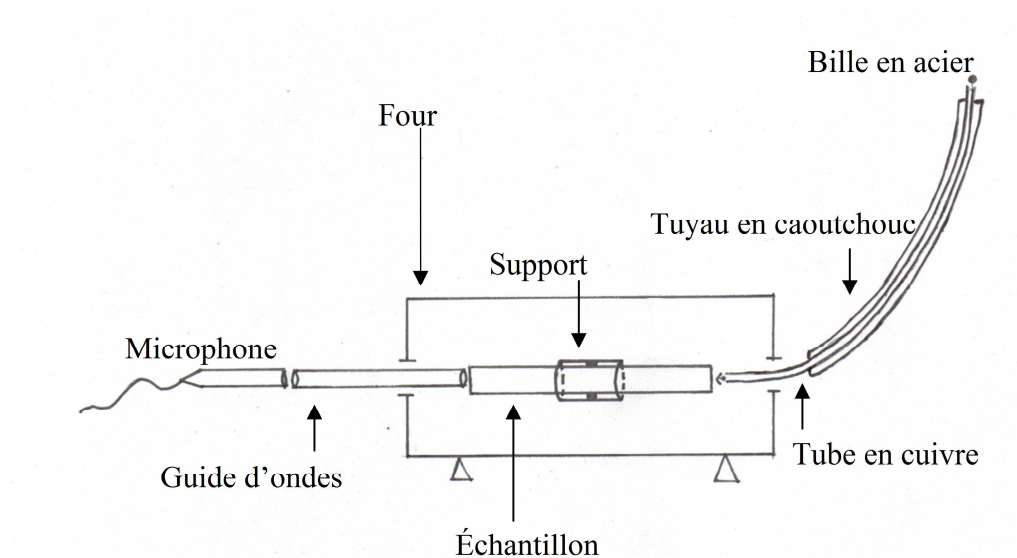 Bille en acier
Four
Tuyau en caoutchouc
Support
Microphone
Tube en cuivre
Guide d'ondes
Échantillon